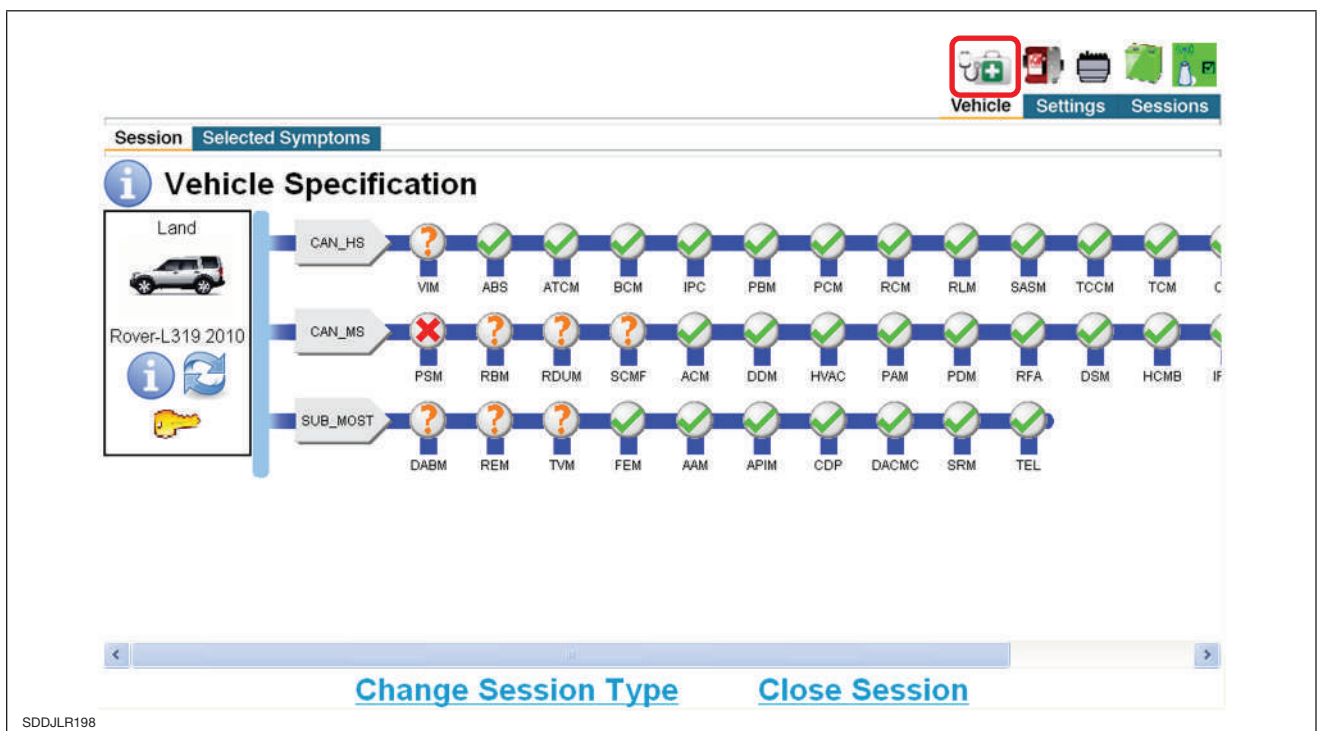 Vehicle Settings Sessions
Session Selected Symptoms
Vehicle Specification
Land
Rover-L319 2010
CAN_HS
VIM ABS ATCM BCM IPC PBM PCM RCM RLM SASM TCCM TCM
CAN_MS
PSM RBM RDUM SCMF ACM DDM HVAC PAM PDM RFA DSM HCMB
SUB_MOST
DABM REM TVM FEM AAM APIM CDP DACMC SRM TEL
Change Session Type Close Session
SDDJLR198